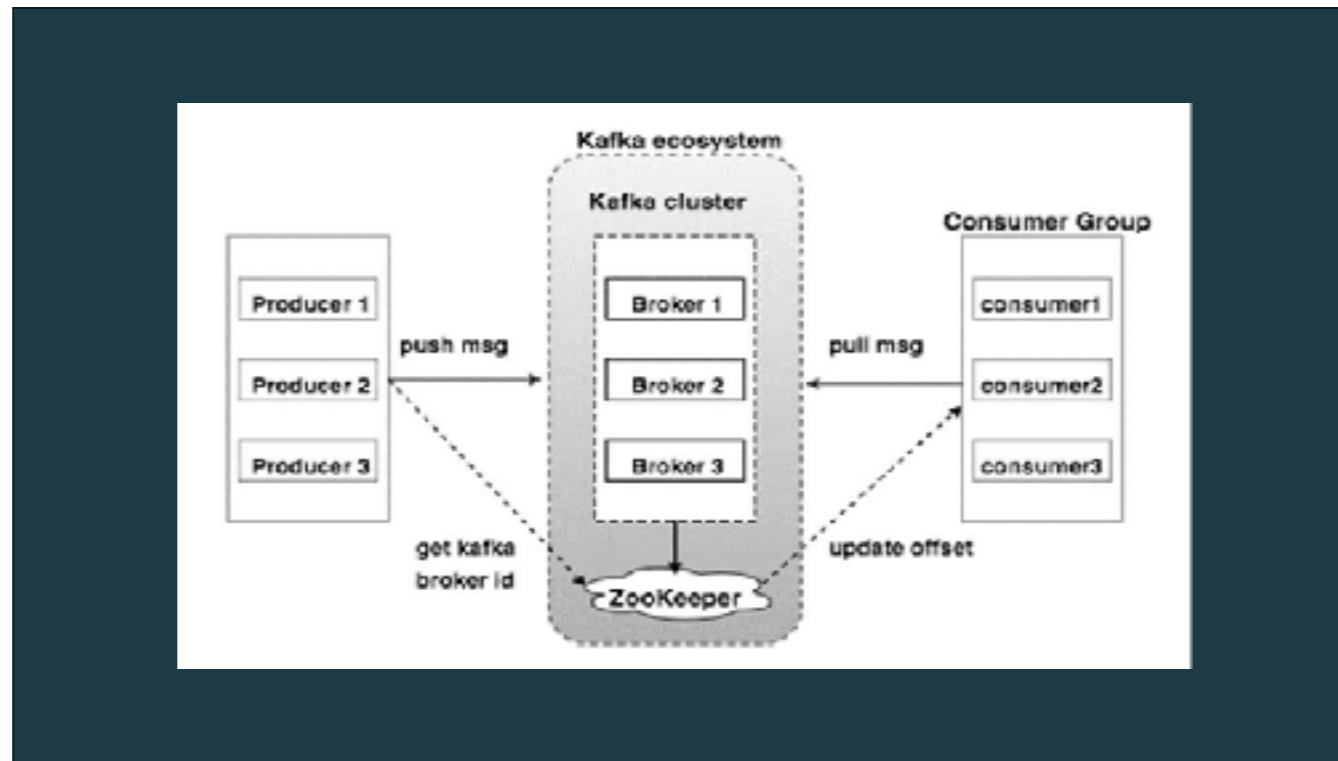 Kafka ecosystem
Kafka cluster
Consumer Group
Producer 1
Producer 2
Producer 3
push msg
get kafka
broker id
Broker 1
Broker 2
Broker 3
ZooKeeper
pull msg
update offset
consumer1
consumer2
consumer3